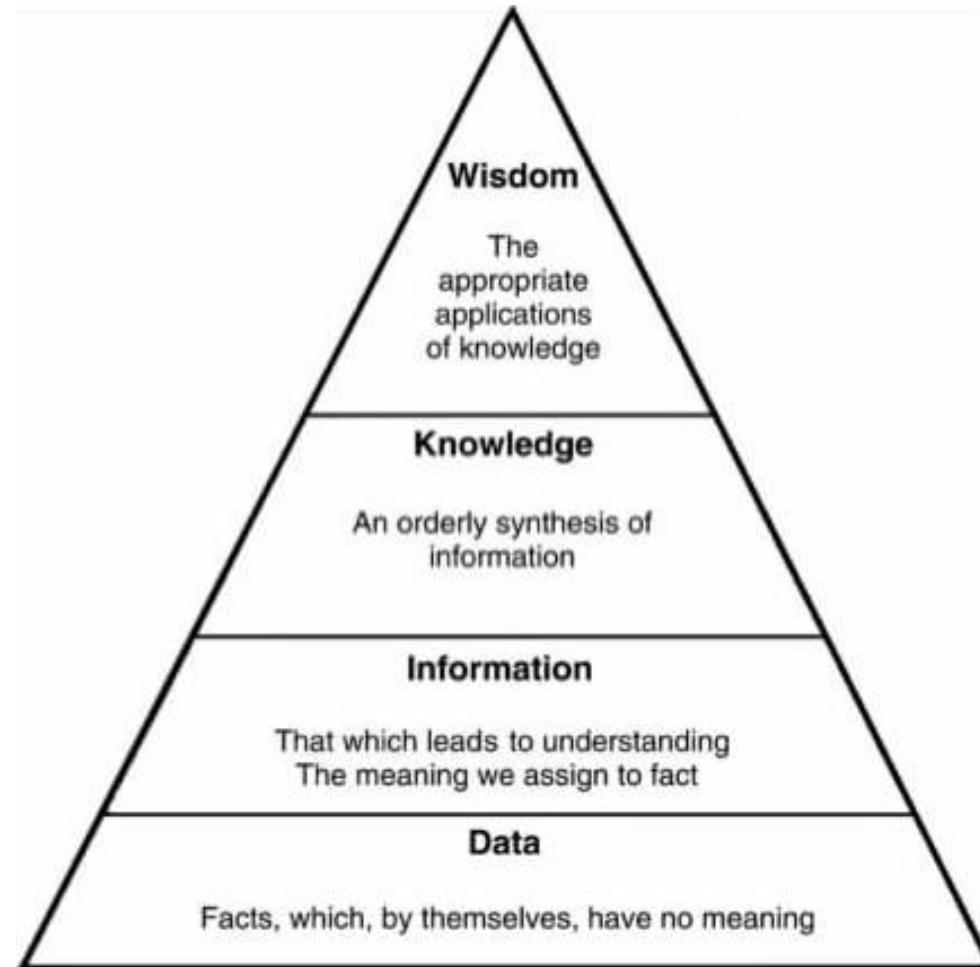 Wisdom
The
appropriate
applications
of knowledge
Knowledge
An orderly synthesis of
information
Information
That which leads to understanding
The meaning we assign to fact
Data
Facts, which, by themselves, have no meaning